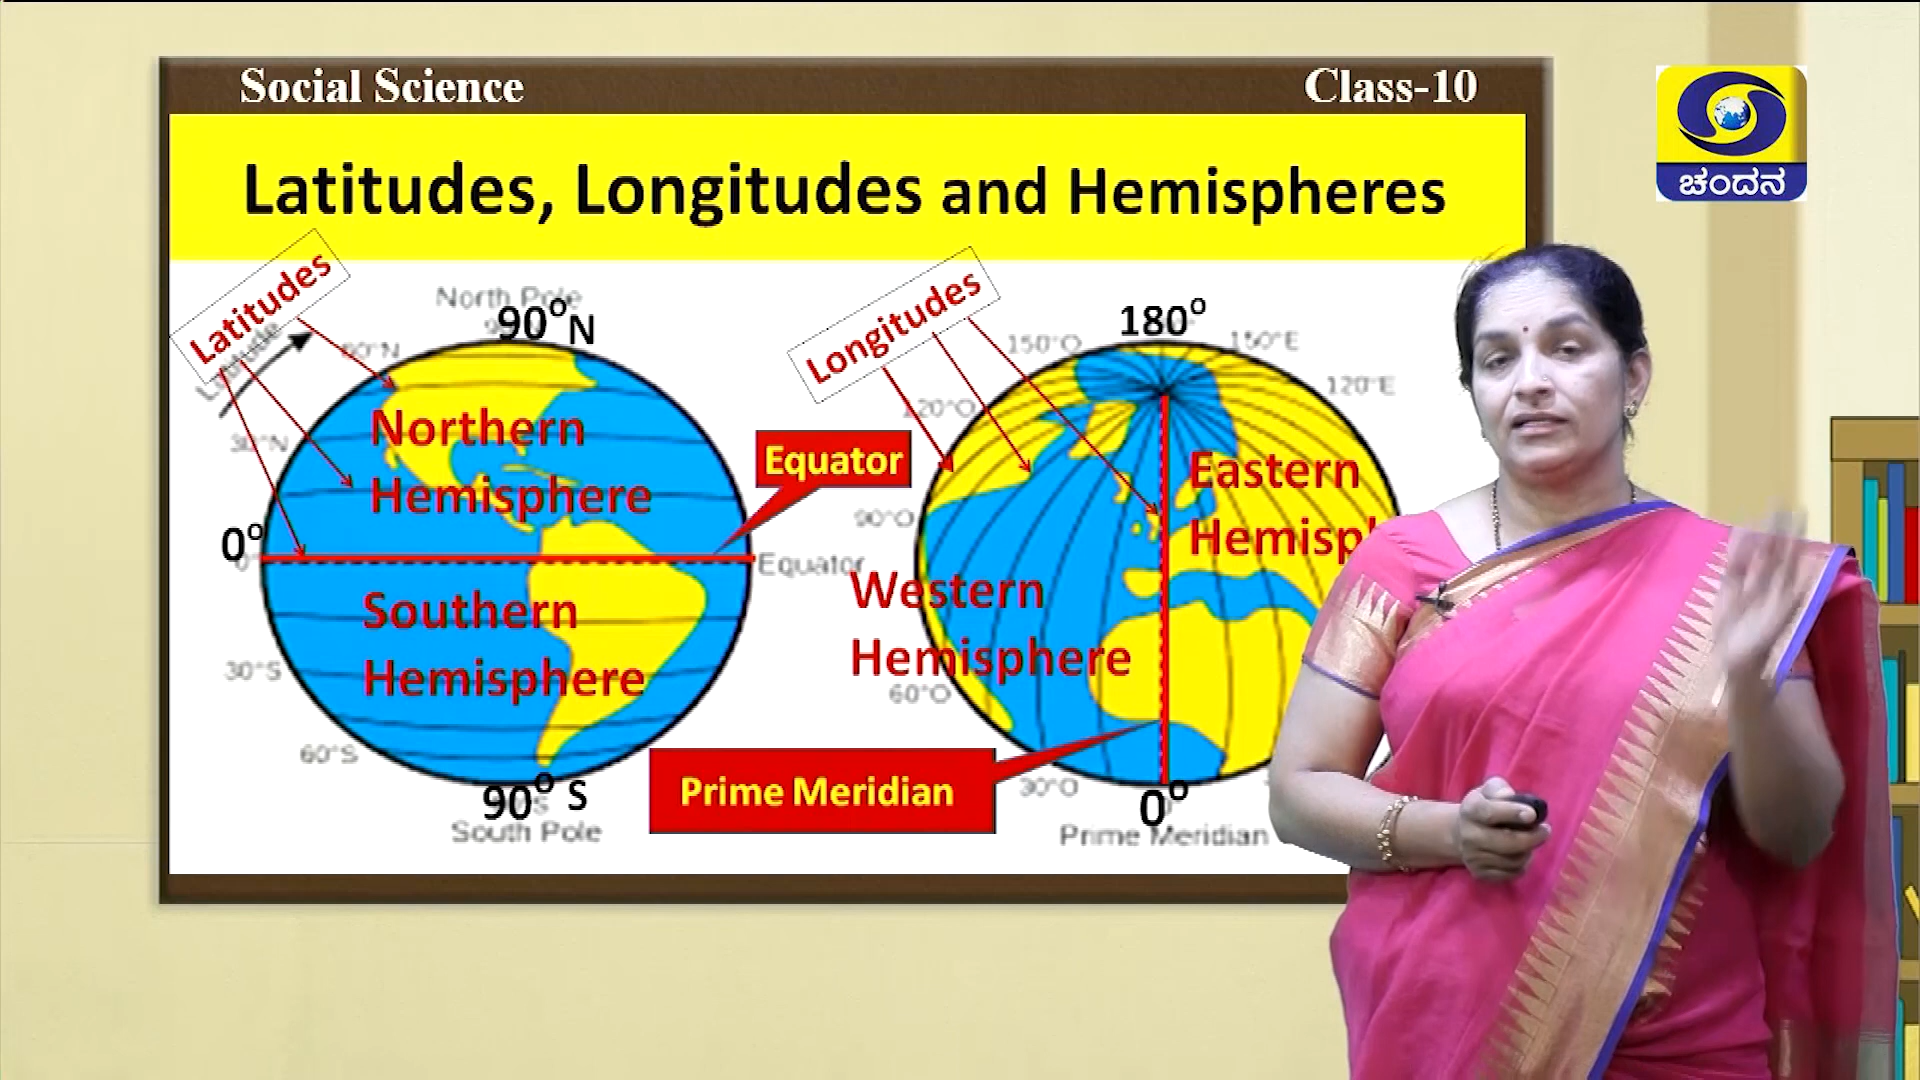 Social Science
Class-10
ಚಂದನ
Latitudes, Longitudes and Hemispheres
Latitudes
Longitudes
North Pole
90° N
180°
150°O
150°E
60°N
120°E
120°O
Northern
Hemisphere
30°N
Equator
Eastern
Hemispl
90°O
0°
Equator
Western
Hemisphere
Southern
Hemisphere
30°S
60°O
60°S
Prime Meridian
30°O
90° S
0°
South Pole
Prime Meridian